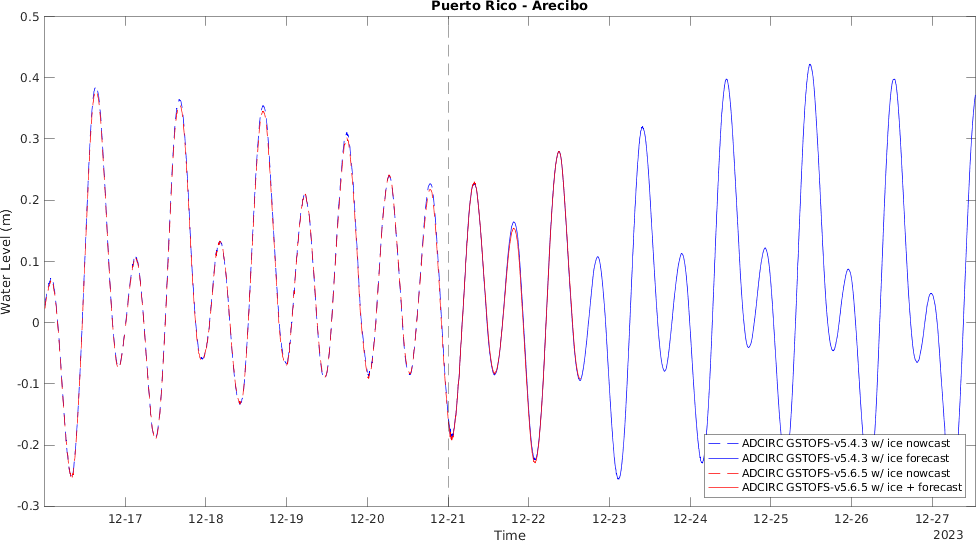 Puerto Rico - Arecibo
0.5
0.4
0.3
0.2
0.1
0
-0.1
-0.2
-0.3
Water Level (m)
12-17 12-18 12-19 12-20 12-21 12-22 12-23 12-24 12-25 12-26 12-27
Time
2023
ADCIRC GSTOFS-v5.4.3 w/ ice nowcast
ADCIRC GSTOFS-v5.4.3 w/ ice forecast
ADCIRC GSTOFS-v5.6.5 w/ ice nowcast
ADCIRC GSTOFS-v5.6.5 w/ ice + forecast